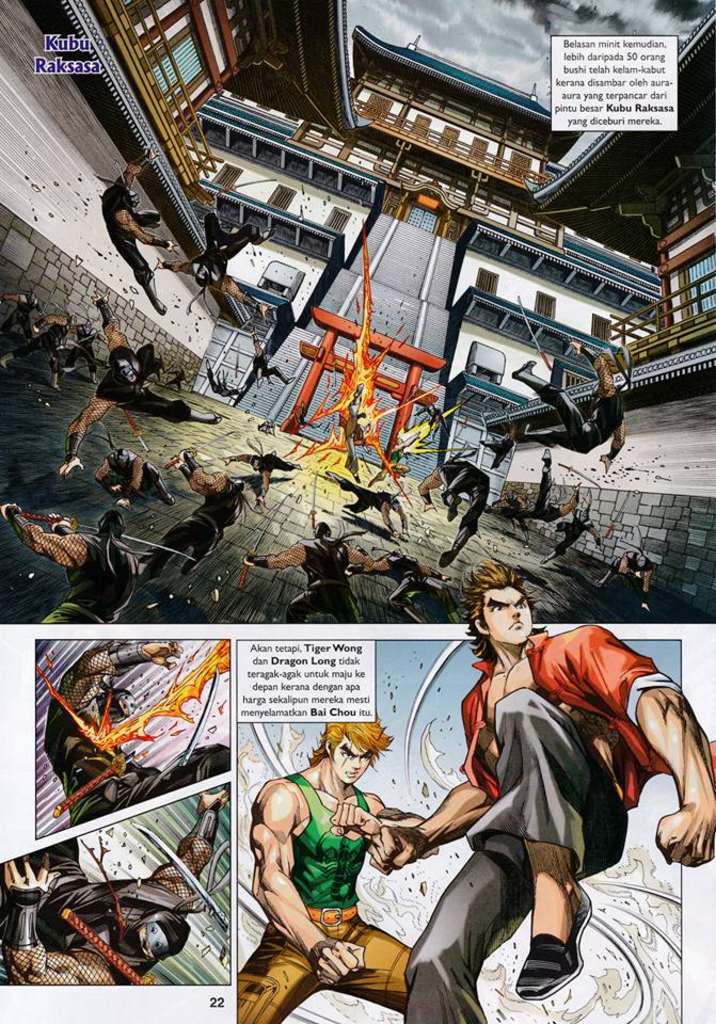 Kubu
Raksasa
Belasan minit kemudian,
lebih daripada 50 orang
bushi telah kelam-kabut
kerana disambar oleh aura-
aura yang terpancar dari
pintu besar Kubu Raksasa
yang diceburi mereka.
Akan tetapi, Tiger Wong
dan Dragon Long tidak
teragak-agak untuk maju ke
depan kerana dengan apa
harga sekalipun mereka mesti
menyelamatkan Bai Chou itu.
22